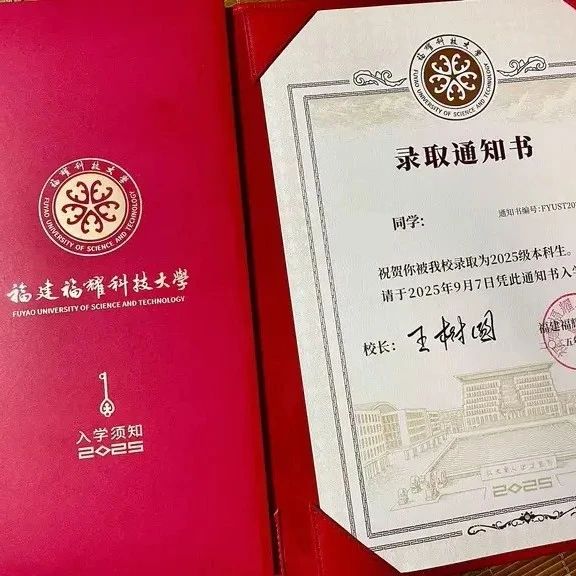 福耀科技大学
FUYAO UNIVERSITY OF SCIENCE AND TECHNOLOGY
福建福耀科技大学
FUYAO UNIVERSITY OF SCIENCE AND TECHNOLOGY
入学须知
2025
福耀科技大学
FUYAO UNIVERSITY OF SCIENCE AND TECHNOLOGY
录取通知书
通知书编号:FYUST20
同学:
祝贺你被我校录取为2025级本科生。
请于2025年9月7日凭此通知书入
校长: 王树国
福建福
2025